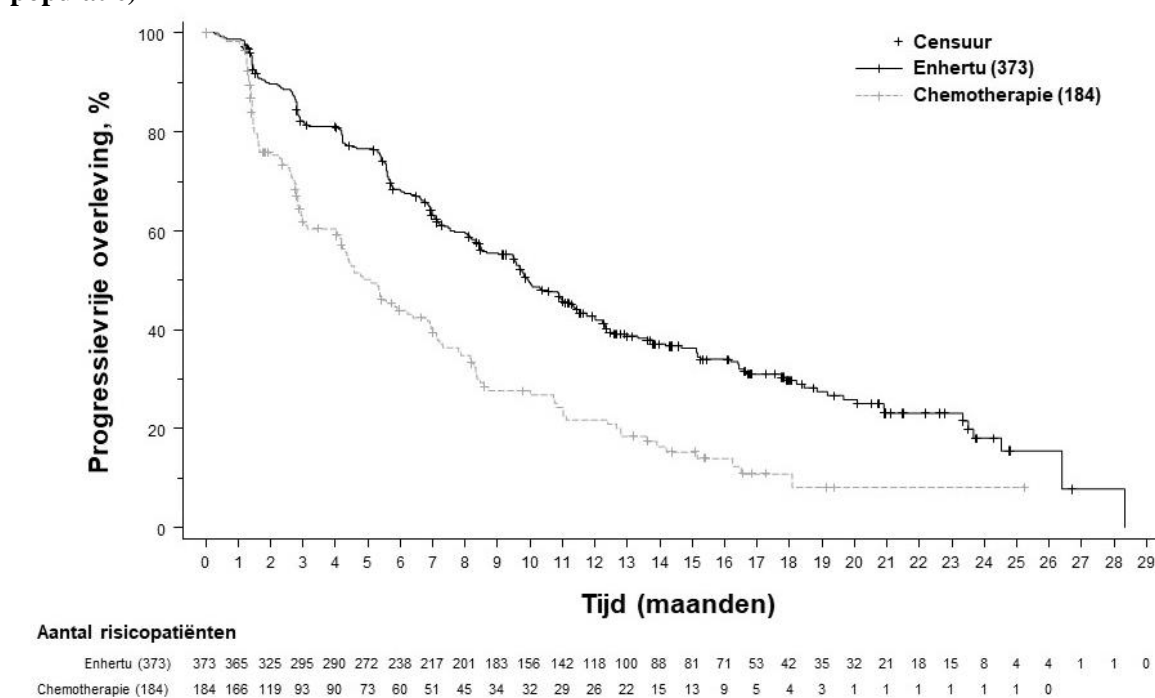 populatie)
100
80
60
40
20
0
Progressievrije overleving, %
Censuur
Enhertu (373)
Chemotherapie (184)
0 1 2 3 4 5 6 7 8 9 10 11 12 13 14 15 16 17 18 19 20 21 22 23 24 25 26 27 28 29
Tijd (maanden)
Aantal risicopatiënten
Enhertu (373) 373 365 325 295 290 272 238 217 201 183 156 142 118 100 88 81 71 53 42 35 32 21 18 15 8 4 4 1 1 0
Chemotherapie (184) 184 166 119 93 90 73 60 51 45 34 32 29 26 22 15 13 9 5 4 3 1 1 1 1 1 1 0